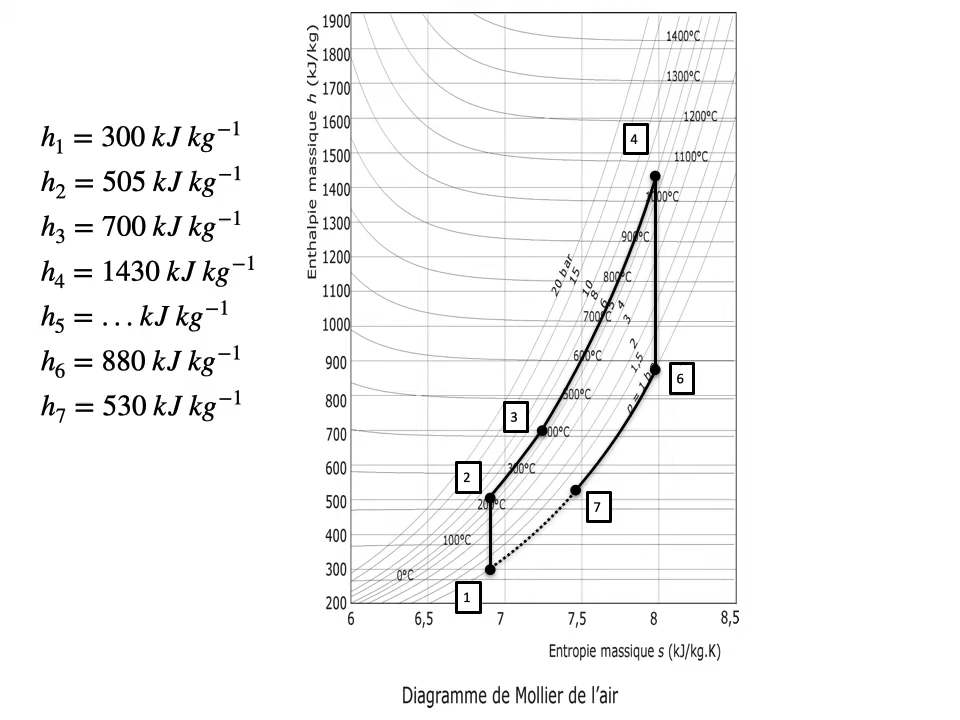 h₁ = 300 kJ kg⁻¹
h₂ = 505 kJ kg⁻¹
h₃ = 700 kJ kg⁻¹
h₄ = 1430 kJ kg⁻¹
h₅ = … kJ kg⁻¹
h₆ = 880 kJ kg⁻¹
h₇ = 530 kJ kg⁻¹
Enthalpie massique h (kJ/kg)
1900
1800
1700
1600
1500
1400
1300
1200
1100
1000
900
800
700
600
500
400
300
200
1400°C
1300°C
1200°C
4
1100°C
900°C
20 bar
15
10
8
6
5
4
3
2
1,5
800°C
700°C
600°C
6
500°C
3
300°C
2
200°C
7
100°C
0°C
1
6
6,5
7
7,5
8
8,5
Entropie massique s (kJ/kg.K)
Diagramme de Mollier de l'air